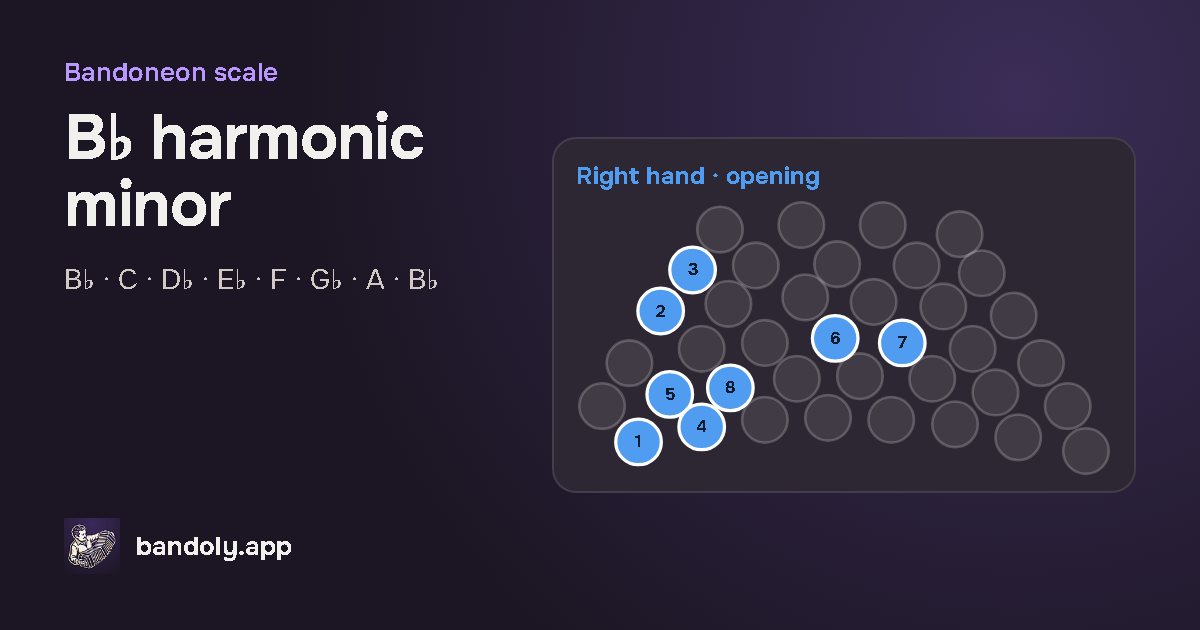 Bandoneon scale
B♭ harmonic
minor
B♭ · C · D♭ · E♭ · F · G♭ · A · B♭
Right hand · opening
3
2
6
7
8
5
4
1
bandoly.app